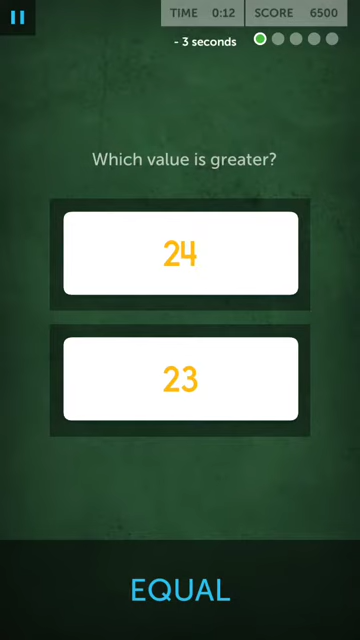 TIME 0:12 SCORE 6500
- 3 seconds
Which value is greater?
24
23
EQUAL